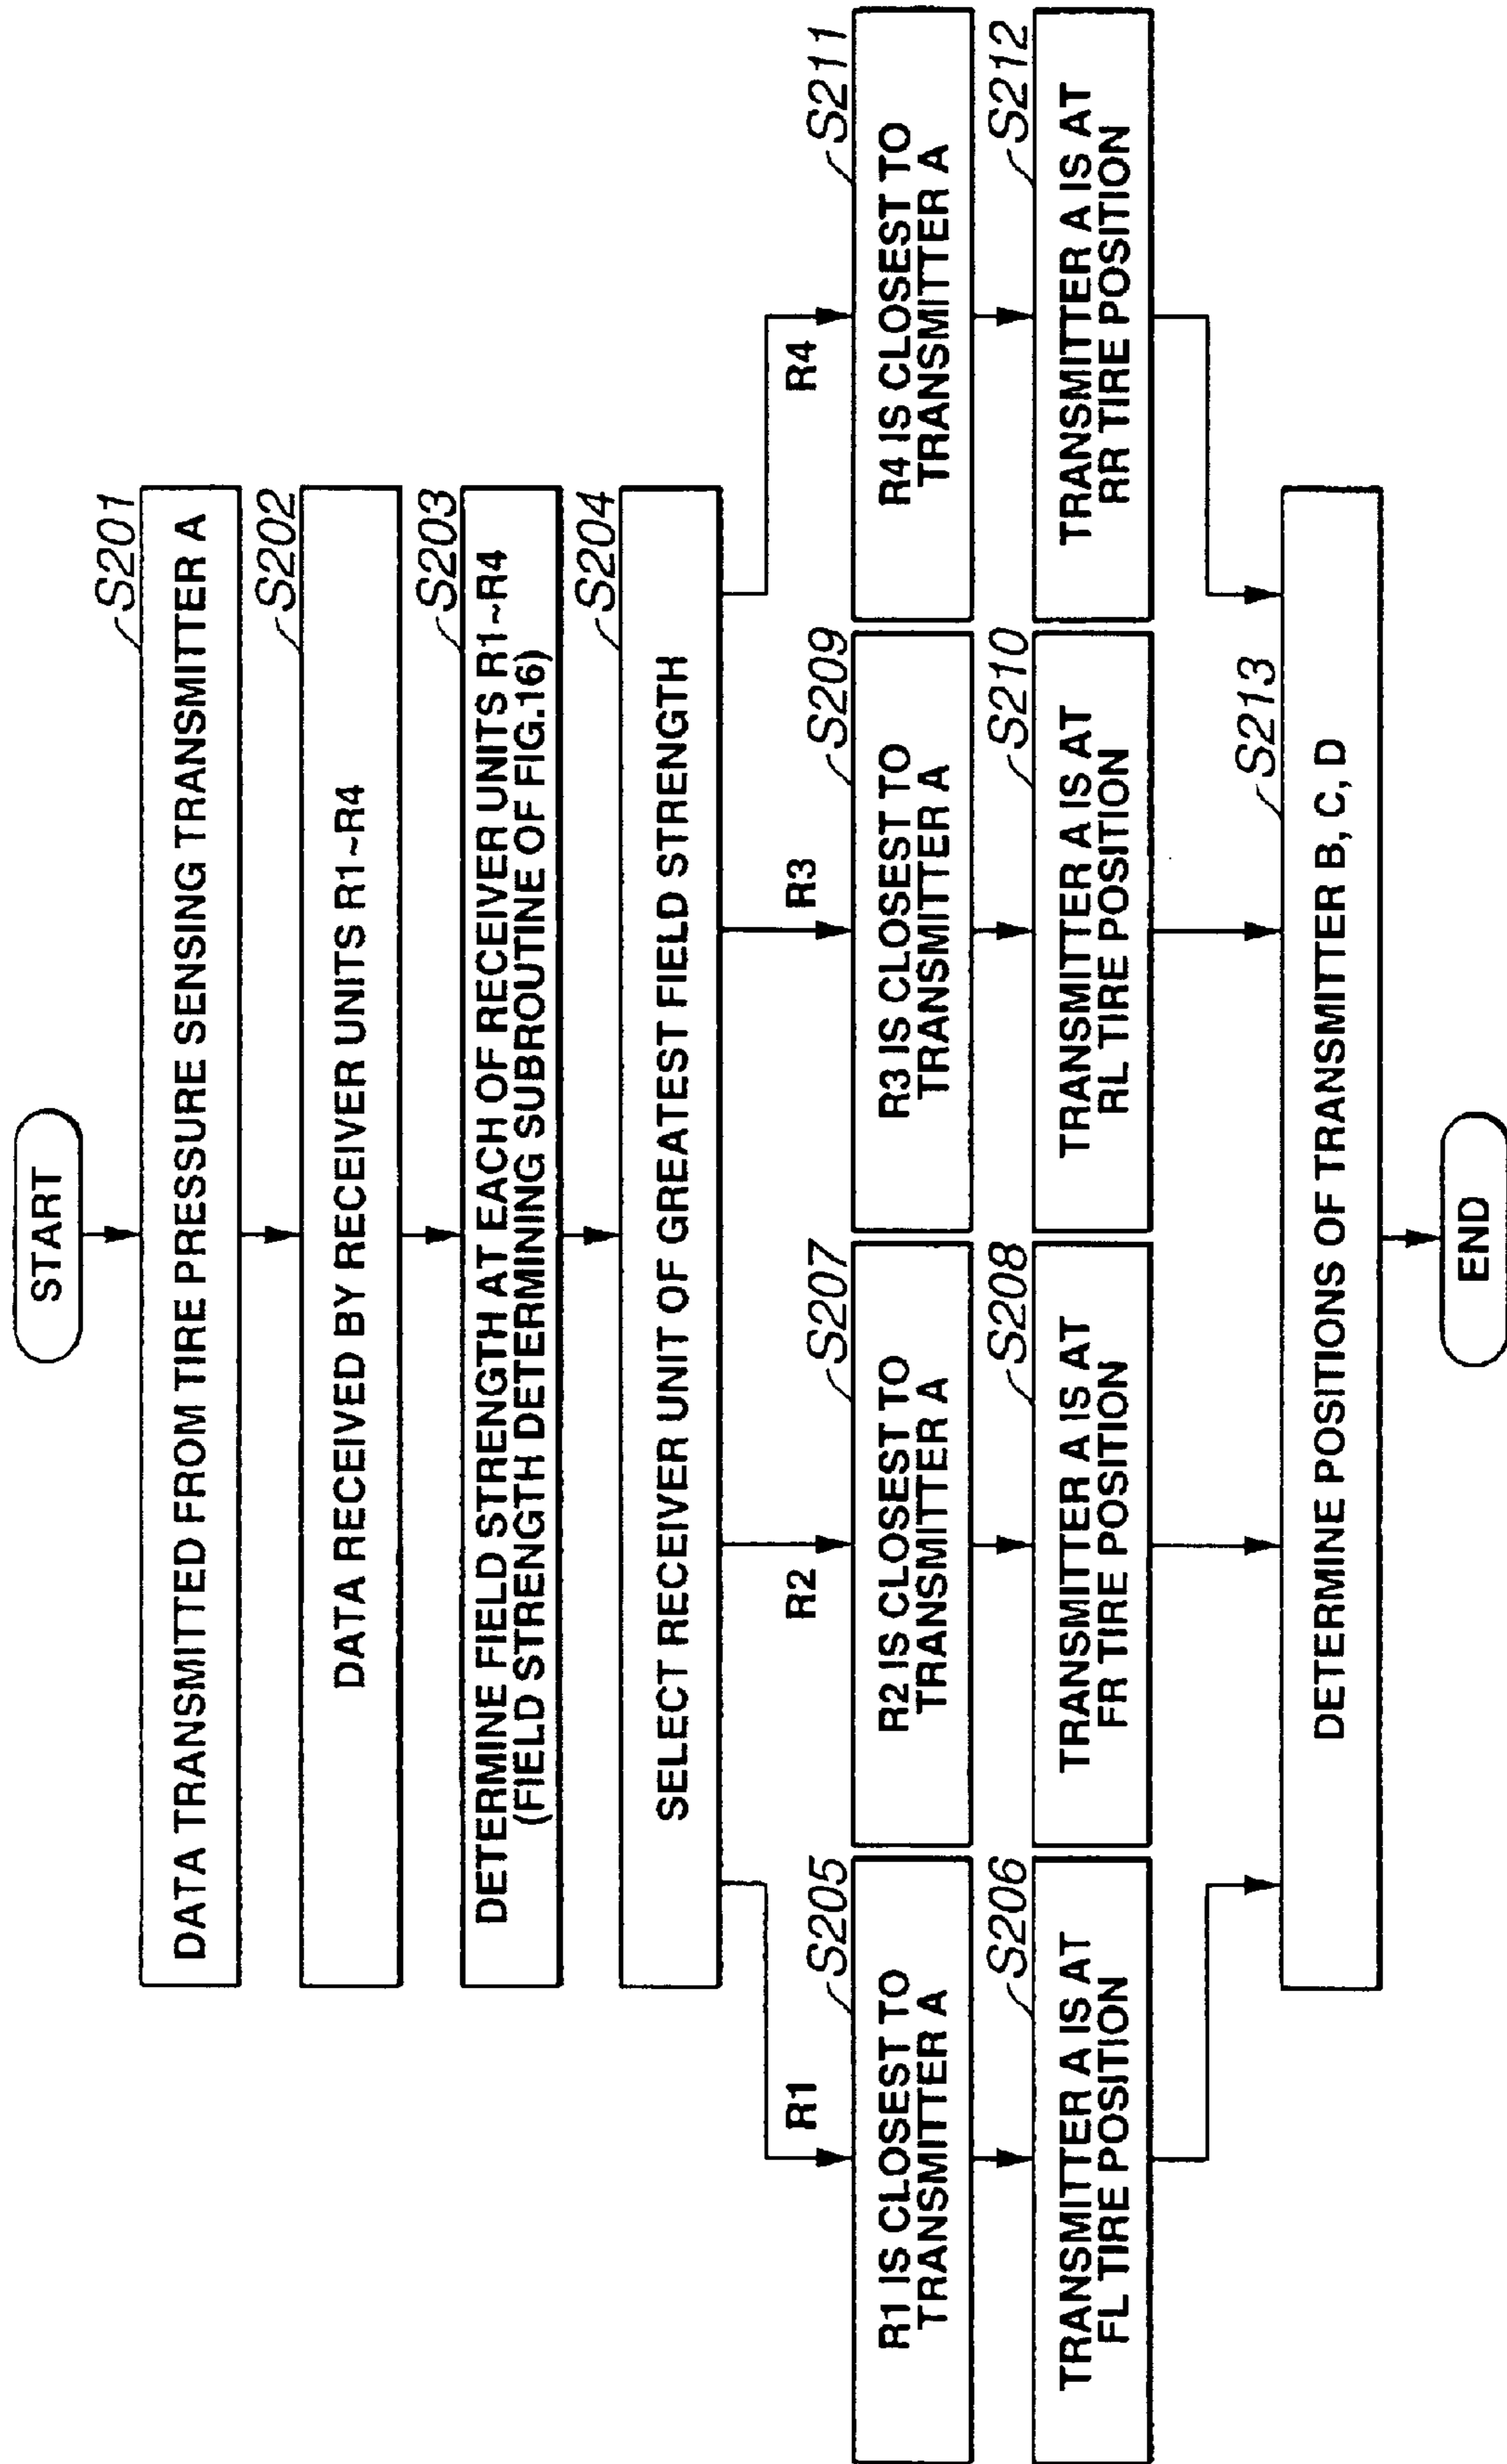 START
S201
DATA TRANSMITTED FROM TIRE PRESSURE SENSING TRANSMITTER A
S202
DATA RECEIVED BY RECEIVER UNITS R1~R4
S203
DETERMINE FIELD STRENGTH AT EACH OF RECEIVER UNITS R1~R4
(FIELD STRENGTH DETERMINING SUBROUTINE OF FIG.16)
S204
SELECT RECEIVER UNIT OF GREATEST FIELD STRENGTH
R1
R2
R3
R4
S205
R1 IS CLOSEST TO
TRANSMITTER A
S207
R2 IS CLOSEST TO
TRANSMITTER A
S209
R3 IS CLOSEST TO
TRANSMITTER A
S211
R4 IS CLOSEST TO
TRANSMITTER A
S206
TRANSMITTER A IS AT
FL TIRE POSITION
S208
TRANSMITTER A IS AT
FR TIRE POSITION
S210
TRANSMITTER A IS AT
RL TIRE POSITION
S212
TRANSMITTER A IS AT
RR TIRE POSITION
S213
DETERMINE POSITIONS OF TRANSMITTER B, C, D
END